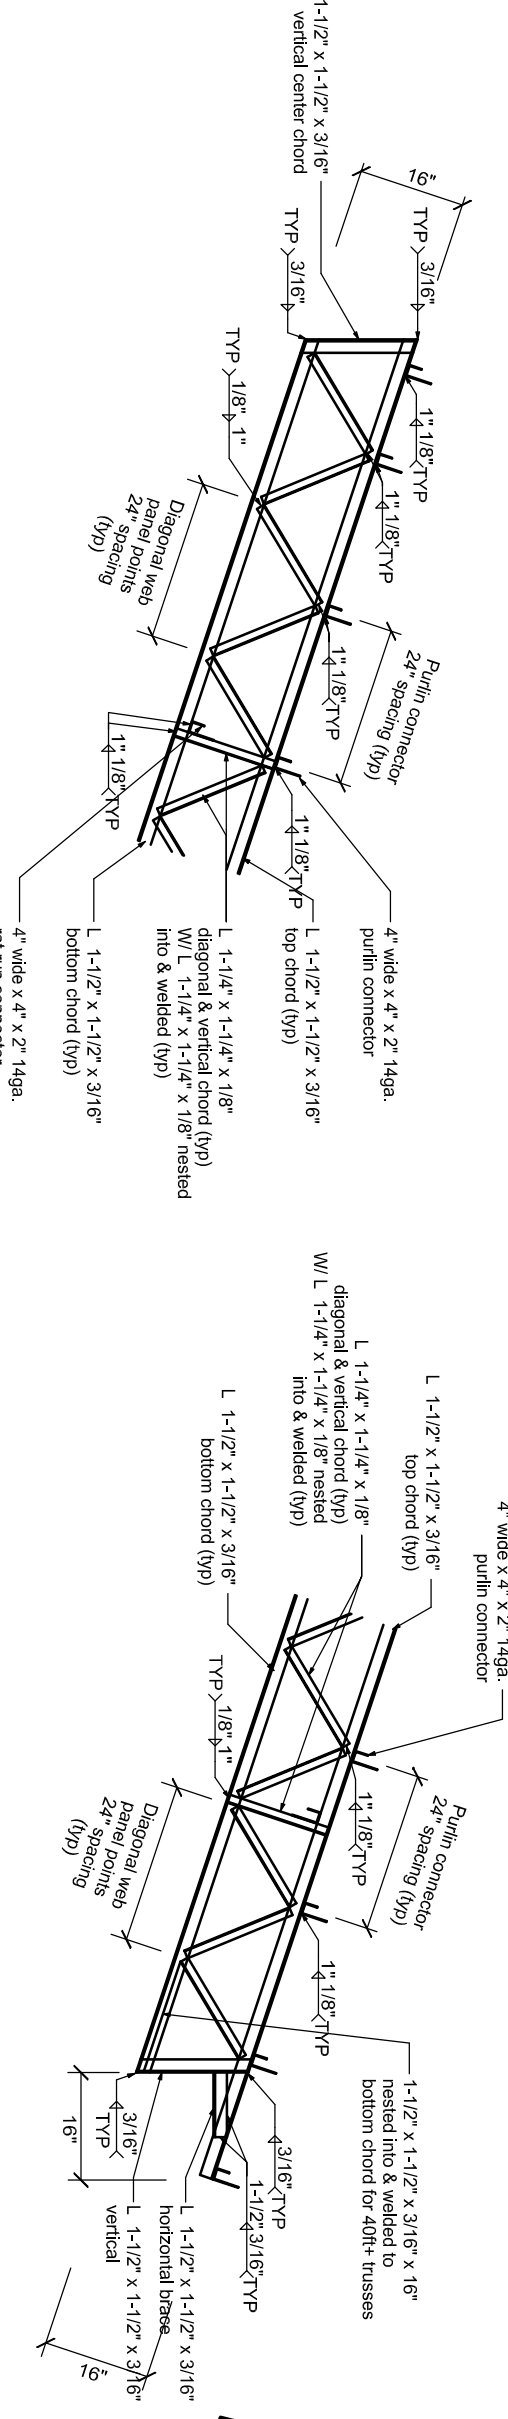 1-1/2" x 1-1/2" x 3/16"
vertical center chord
16"
TYP 3/16"
TYP 3/16"
TYP 1/8" 1"
1" 1/8" TYP
1" 1/8" TYP
1" 1/8" TYP
1" 1/8" TYP
1" 1/8" TYP
Diagonal web
panel points
24" spacing
(typ)
Purlin connector
24" spacing (typ)
4" wide x 4" x 2" 14ga.
purlin connector
L 1-1/2" x 1-1/2" x 3/16"
top chord (typ)
L 1-1/4" x 1-1/4" x 1/8"
diagonal & vertical chord (typ)
W/ L 1-1/4" x 1-1/4" x 1/8" nested
into & welded (typ)
L 1-1/2" x 1-1/2" x 3/16"
bottom chord (typ)
4" wide x 4" x 2" 14ga.
4" wide x 4" x 2" 14ga.
purlin connector
L 1-1/2" x 1-1/2" x 3/16"
top chord (typ)
L 1-1/4" x 1-1/4" x 1/8"
diagonal & vertical chord (typ)
W/ L 1-1/4" x 1-1/4" x 1/8" nested
into & welded (typ)
L 1-1/2" x 1-1/2" x 3/16"
bottom chord (typ)
TYP 1/8" 1"
1" 1/8" TYP
1" 1/8" TYP
Purlin connector
24" spacing (typ)
Diagonal web
panel points
24" spacing
(typ)
1-1/2" x 1-1/2" x 3/16" x 16"
nested into & welded to
bottom chord for 40ft+ trusses
3/16" TYP
1-1/2" 3/16" TYP
3/16"
TYP
16"
L 1-1/2" x 1-1/2" x 3/16"
horizontal brace
L 1-1/2" x 1-1/2" x 3/16"
vertical
16"